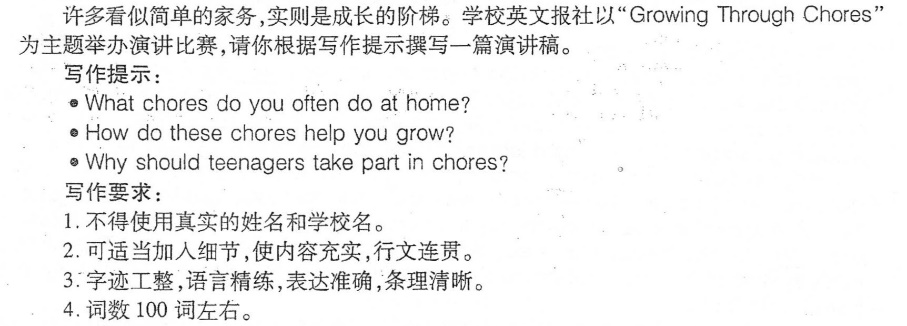 许多看似简单的家务,实则是成长的阶梯。学校英文报社以“Growing Through Chores”
为主题举办演讲比赛,请你根据写作提示撰写一篇演讲稿。
写作提示:
● What chores do you often do at home?
● How do these chores help you grow?
● Why should teenagers take part in chores?
写作要求:
1. 不得使用真实的姓名和学校名。
2. 可适当加入细节,使内容充实,行文连贯。
3. 字迹工整,语言精练,表达准确,条理清晰。
4. 词数 100 词左右。